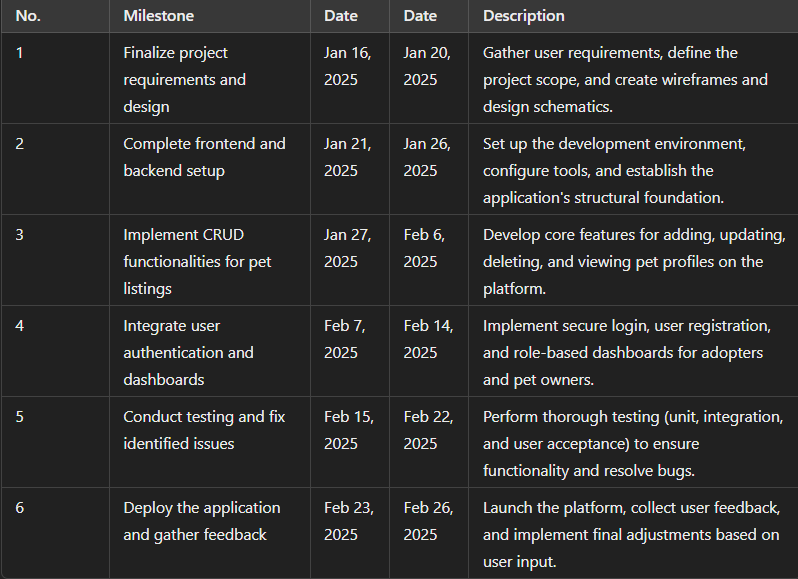 No. Milestone Date Date Description
1 Finalize project Jan 16, Jan 20, Gather user requirements, define the
requirements and 2025 2025 project scope, and create wireframes and
design design schematics.
2 Complete frontend and Jan 21, Jan 26, Set up the development environment,
backend setup 2025 2025 configure tools, and establish the
application's structural foundation.
3 Implement CRUD Jan 27, Feb 6, Develop core features for adding, updating,
functionalities for pet 2025 2025 deleting, and viewing pet profiles on the
listings platform.
4 Integrate user Feb 7, Feb 14, Implement secure login, user registration,
authentication and 2025 2025 and role-based dashboards for adopters
dashboards and pet owners.
5 Conduct testing and fix Feb 15, Feb 22, Perform thorough testing (unit, integration,
identified issues 2025 2025 and user acceptance) to ensure
functionality and resolve bugs.
6 Deploy the application Feb 23, Feb 26, Launch the platform, collect user feedback,
and gather feedback 2025 2025 and implement final adjustments based on
user input.